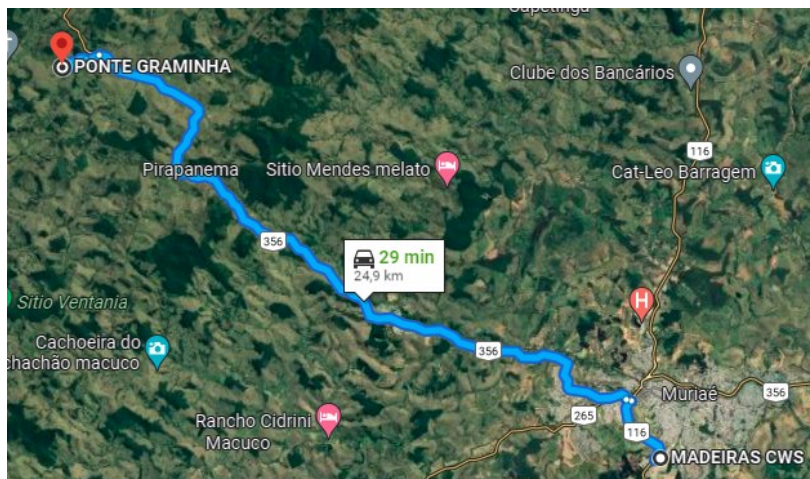 PONTE GRAMINHA
Clube dos Bancários
116
Pirapanema
Sitio Mendes melato
Cat-Leo Barragem
356
29 min
24,9 km
H
Sitio Ventania
Cachoeira do
chachão macuco
356
Muriaé
356
Rancho Cidrini
Macuco
265
116
MADEIRAS CWS